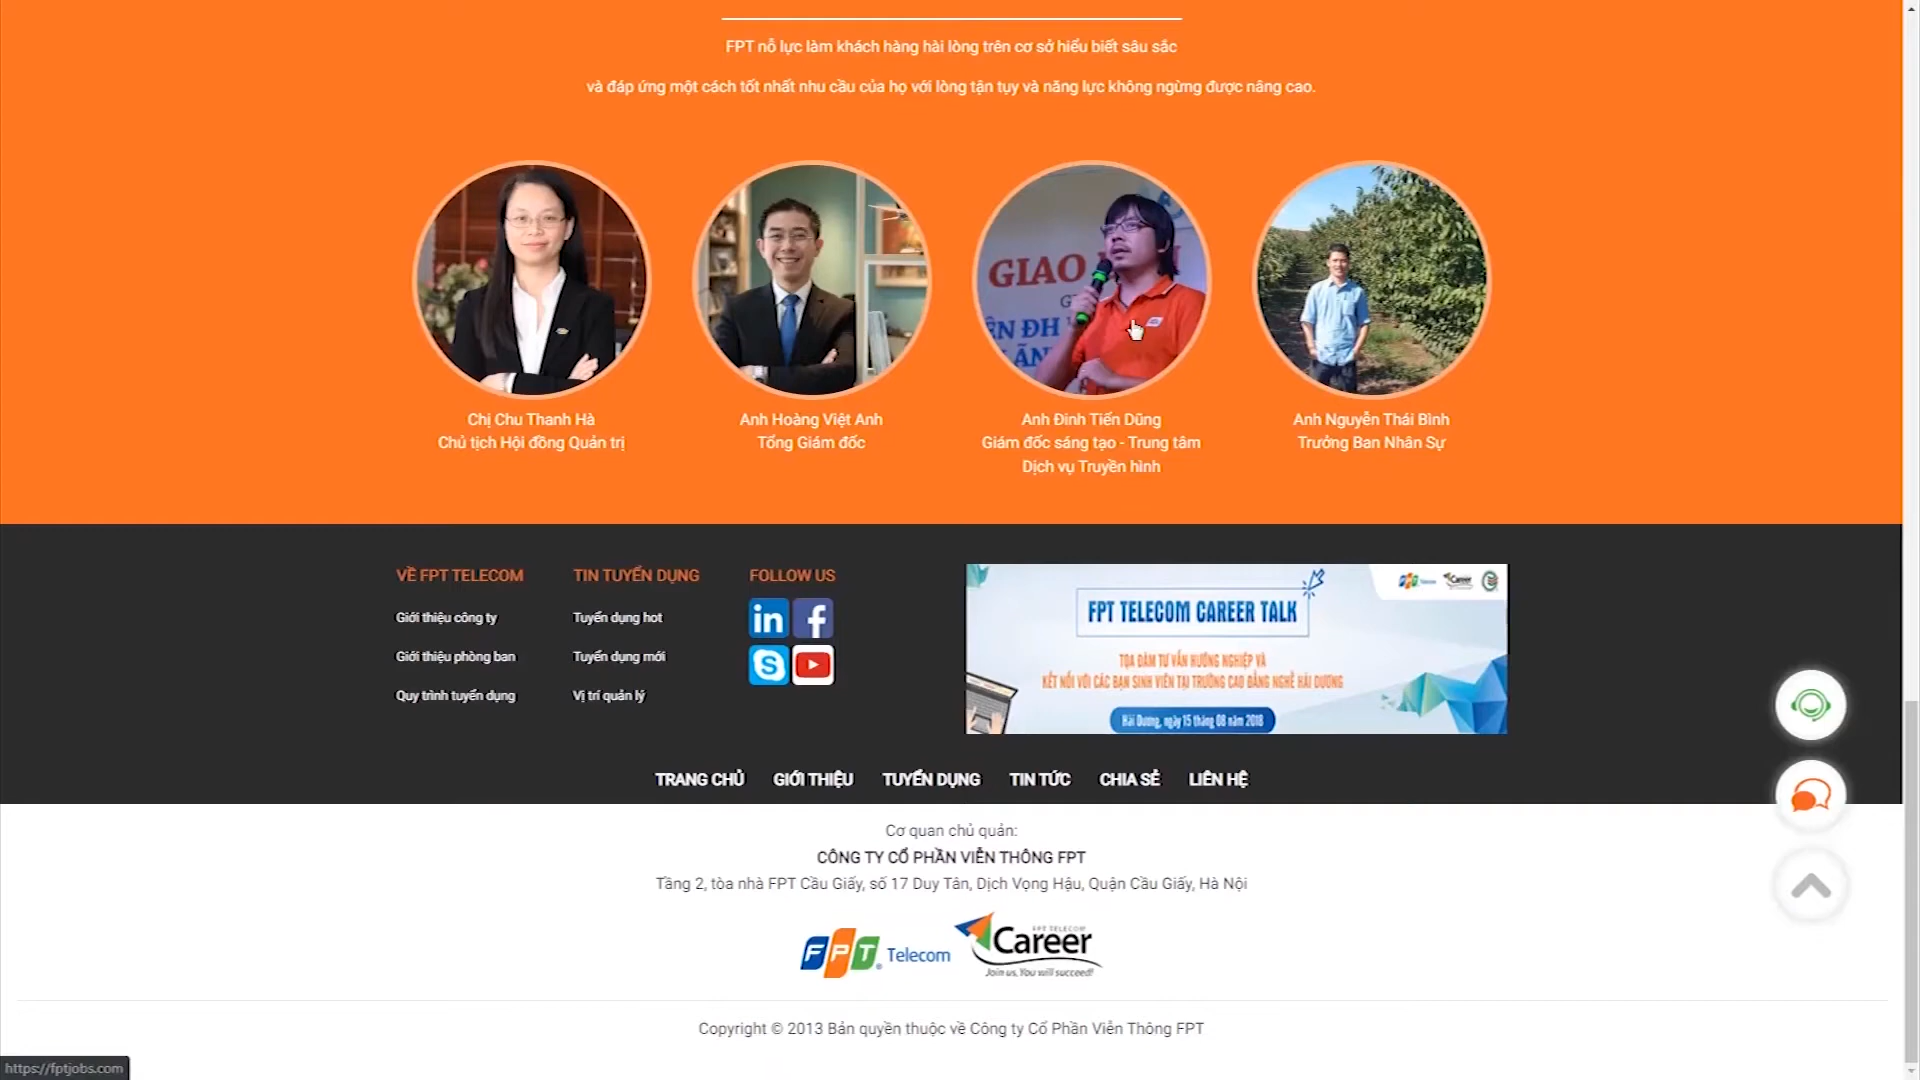 FPT nỗ lực làm khách hàng hài lòng trên cơ sở hiểu biết sâu sắc
và đáp ứng một cách tốt nhất nhu cầu của họ với lòng tận tụy và năng lực không ngừng được nâng cao.
GIAO
Chị Chu Thanh Hà
Chủ tịch Hội đồng Quản trị
Anh Hoàng Việt Anh
Tổng Giám đốc
Anh Đinh Tiến Dũng
Giám đốc sáng tạo - Trung tâm
Dịch vụ Truyền hình
Anh Nguyễn Thái Bình
Trưởng Ban Nhân Sự
VỀ FPT TELECOM
Giới thiệu công ty
Giới thiệu phòng ban
Quy trình tuyển dụng
TIN TUYỂN DỤNG
Tuyển dụng hot
Tuyển dụng mới
Vị trí quản lý
FOLLOW US
FPT Telecom Career
FPT TELECOM CAREER TALK
TỌA ĐÀM TƯ VẤN HƯỚNG NGHIỆP VÀ
KẾT NỐI VỚI CÁC BẠN SINH VIÊN TẠI TRƯỜNG CAO ĐẲNG NGHỀ HẢI DƯƠNG
Hải Dương, ngày 15 tháng 08 năm 2018
TRANG CHỦ GIỚI THIỆU TUYỂN DỤNG TIN TỨC CHIA SẺ LIÊN HỆ
Cơ quan chủ quản:
CÔNG TY CỔ PHẦN VIỄN THÔNG FPT
Tầng 2, tòa nhà FPT Cầu Giấy, số 17 Duy Tân, Dịch Vọng Hậu, Quận Cầu Giấy, Hà Nội
FPT Telecom
FPT TELECOM
Career
Join us, You will succeed!
Copyright © 2013 Bản quyền thuộc về Công ty Cổ Phần Viễn Thông FPT
https://fptjobs.com